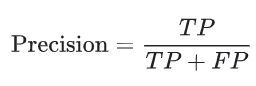 Precision = TP / TP + FP